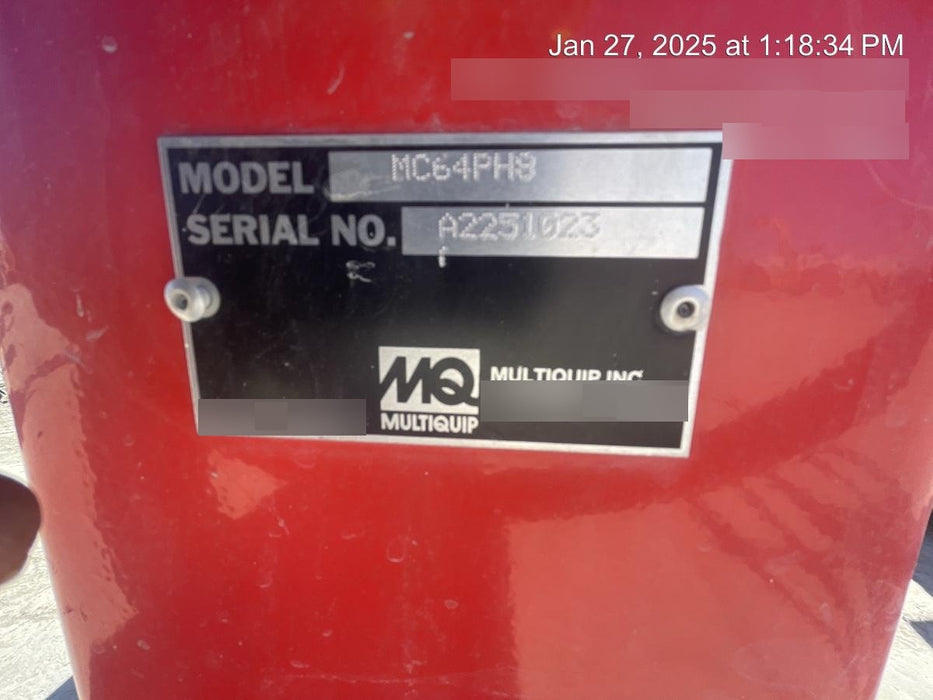 Jan 27, 2025 at 1:18:34 PM
MODEL MC64PH8
SERIAL NO. A2251023
MQ MULTIQUIP INC.
MULTIQUIP